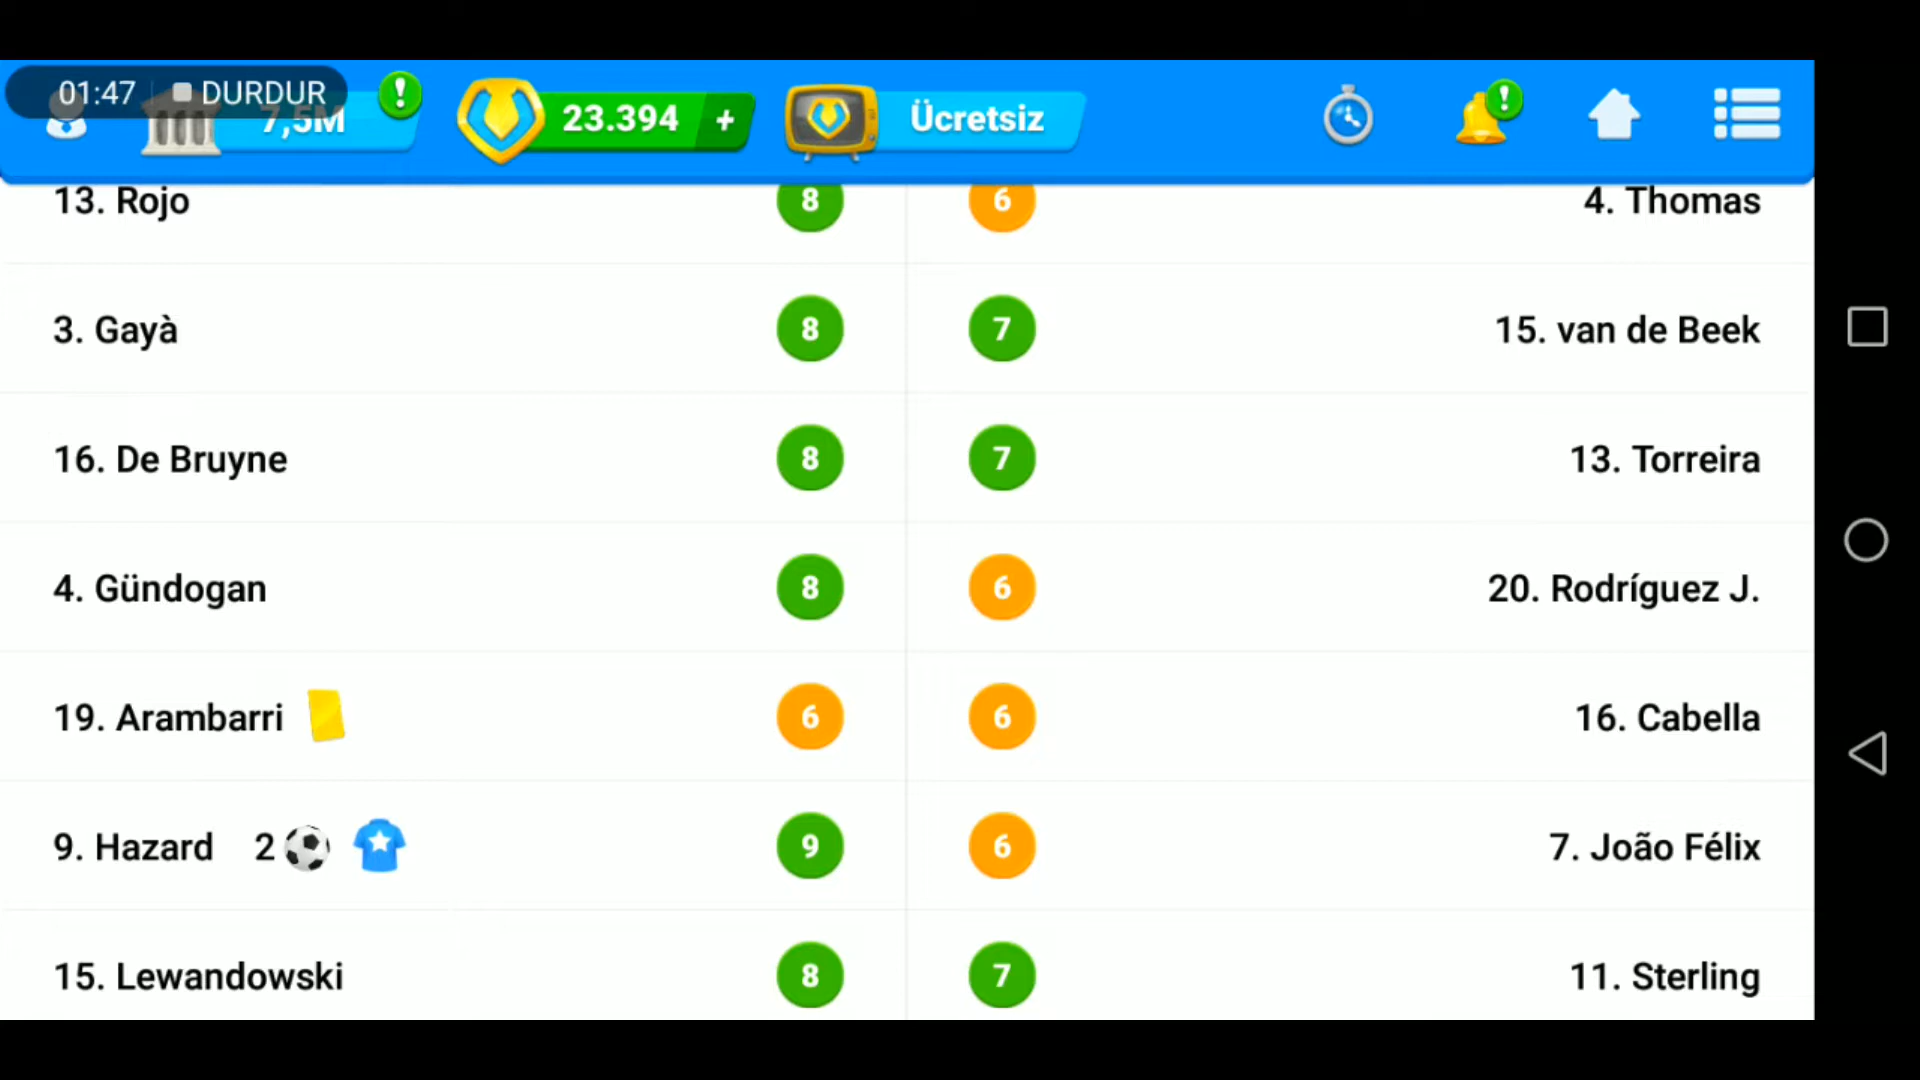 01:47 DURDUR
7,5M
23.394 +
Ücretsiz
13. Rojo 8 6 4. Thomas
3. Gayà 8 7 15. van de Beek
16. De Bruyne 8 7 13. Torreira
4. Gündogan 8 6 20. Rodríguez J.
19. Arambarri 6 6 16. Cabella
9. Hazard 2 9 6 7. João Félix
15. Lewandowski 8 7 11. Sterling